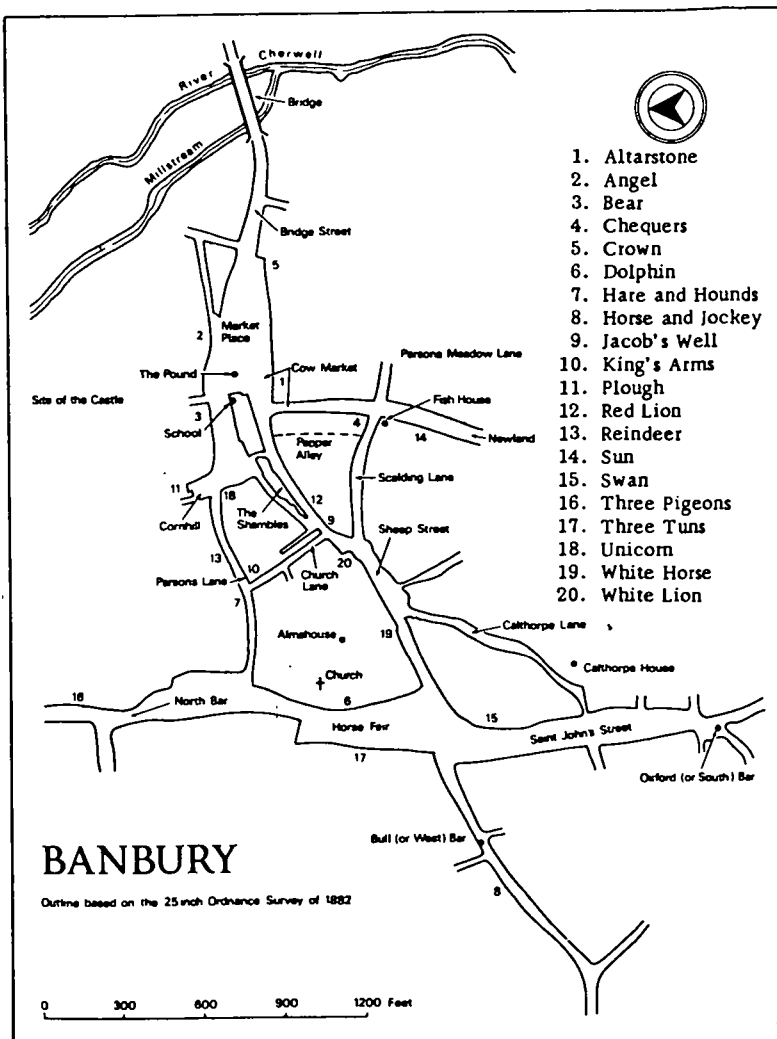 River Cherwell
Bridge
Millstream
Bridge Street
1. Altarstone
2. Angel
3. Bear
4. Chequers
5. Crown
6. Dolphin
7. Hare and Hounds
8. Horse and Jockey
9. Jacob's Well
10. King's Arms
11. Plough
12. Red Lion
13. Reindeer
14. Sun
15. Swan
16. Three Pigeons
17. Three Tuns
18. Unicorn
19. White Horse
20. White Lion
5
2
Market
Place
The Pound
Cow Market
1
Parsons Meadow Lane
Site of the Castle
3
School
4
Fish House
14
Newland
Pepper
Alley
11
18
Scalding Lane
Cornhill
The
Shambles
12
9
Sheep Street
13
10
Parsons Lane
Church
Lane
20
7
Almshouse
19
Calthorpe Lane
Calthorpe House
Church
16
North Bar
6
15
Horse Fair
Saint John's Street
17
Oxford (or South) Bar
Bull (or West) Bar
8
BANBURY
Outline based on the 25 inch Ordnance Survey of 1882
0 300 600 900 1200 Feet